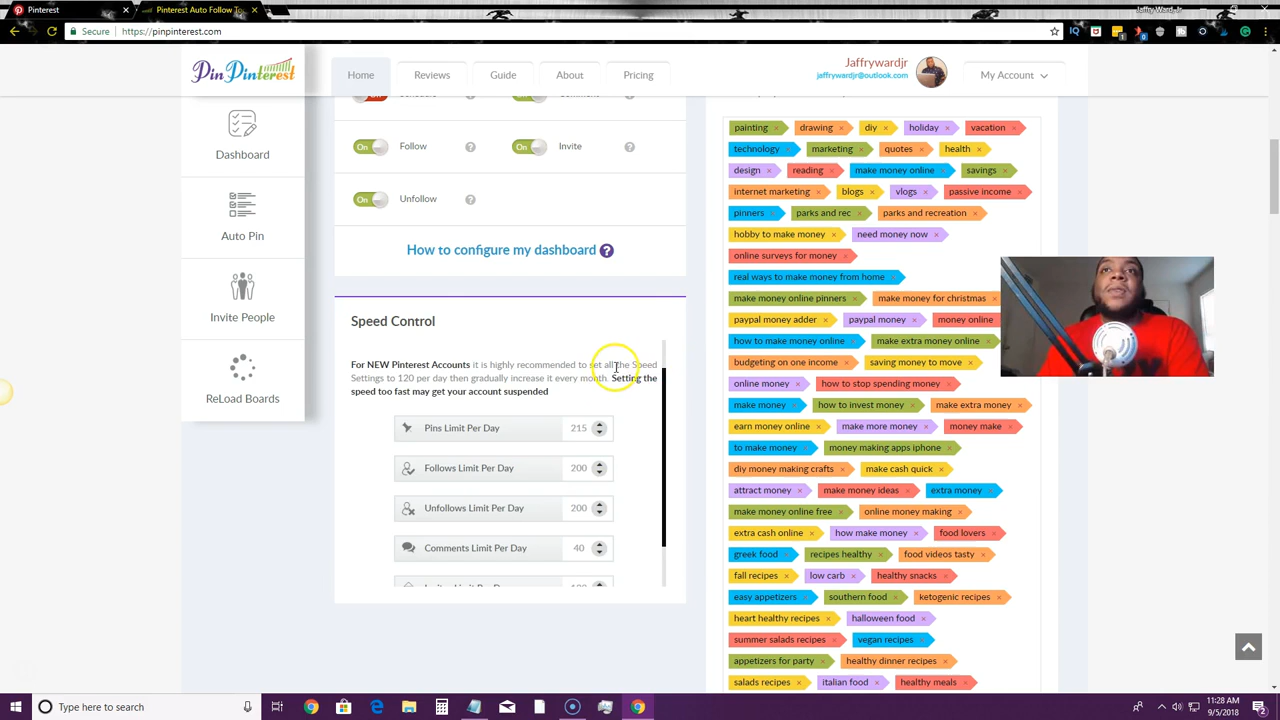 Pinterest
Pinterest Auto Follow To
Jaffy Ward-Jr
Secure
https://pinpinterest.com
PinPinterest
Home
Reviews
Guide
About
Pricing
Jaffrywardjr
jaffrywardjr@outlook.com
My Account
Dashboard
Auto Pin
Invite People
ReLoad Boards
On Follow ?
On Invite ?
On Unfollow ?
How to configure my dashboard ?
Speed Control
For NEW Pinterest Accounts it is highly recommended to set all the Speed
Settings to 120 per day then gradually increase it every month. Setting the
speed too fast may get your account suspended
Pins Limit Per Day 215
Follows Limit Per Day 200
Unfollows Limit Per Day 200
Comments Limit Per Day 40
painting × drawing × diy × holiday × vacation ×
technology × marketing × quotes × health ×
design × reading × make money online × savings ×
internet marketing × blogs × vlogs × passive income ×
pinners × parks and rec × parks and recreation ×
hobby to make money × need money now ×
online surveys for money ×
real ways to make money from home ×
make money online pinners × make money for christmas ×
paypal money adder × paypal money × money online
how to make money online × make extra money online ×
budgeting on one income × saving money to move ×
online money × how to stop spending money ×
make money × how to invest money × make extra money ×
earn money online × make more money × money make ×
to make money × money making apps iphone ×
diy money making crafts × make cash quick ×
attract money × make money ideas × extra money ×
make money online free × online money making ×
extra cash online × how make money × food lovers ×
greek food × recipes healthy × food videos tasty ×
fall recipes × low carb × healthy snacks ×
easy appetizers × southern food × ketogenic recipes ×
heart healthy recipes × halloween food ×
summer salads recipes × vegan recipes ×
appetizers for party × healthy dinner recipes ×
salads recipes × italian food × healthy meals ×
Type here to search
11:28 AM
9/5/2018